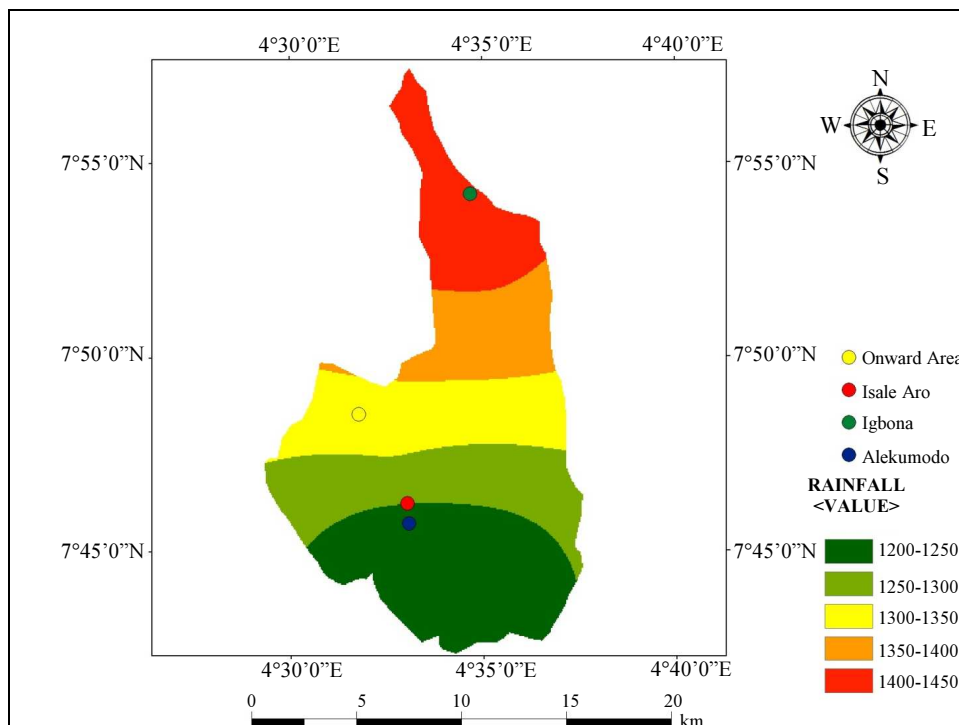 4°30’0”E 4°35’0”E 4°40’0”E
N
W E
S
7°55’0”N 7°55’0”N
7°50’0”N 7°50’0”N
Onward Area
Isale Aro
Igbona
Alekumodo
RAINFALL
<VALUE>
7°45’0”N 7°45’0”N
1200-1250
1250-1300
1300-1350
1350-1400
1400-1450
4°30’0”E 4°35’0”E 4°40’0”E
0 5 10 15 20
km